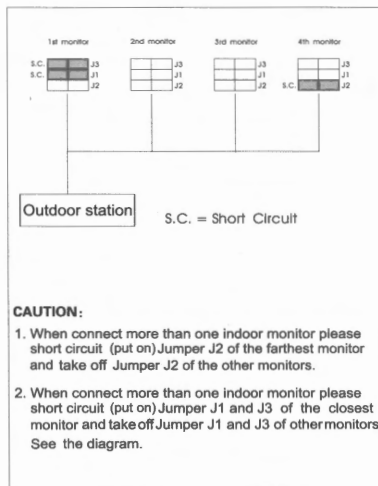 1st monitor 2nd monitor 3rd monitor 4th monitor
S.C. J3 J3 J3 J3
S.C. J1 J1 J1 J1
J2 J2 J2 S.C. J2
Outdoor station
S.C. = Short Circuit
CAUTION:
1. When connect more than one indoor monitor please
short circuit (put on) Jumper J2 of the farthest monitor
and take off Jumper J2 of the other monitors.
2. When connect more than one indoor monitor please
short circuit (put on) Jumper J1 and J3 of the closest
monitor and take off Jumper J1 and J3 of other monitors
See the diagram.